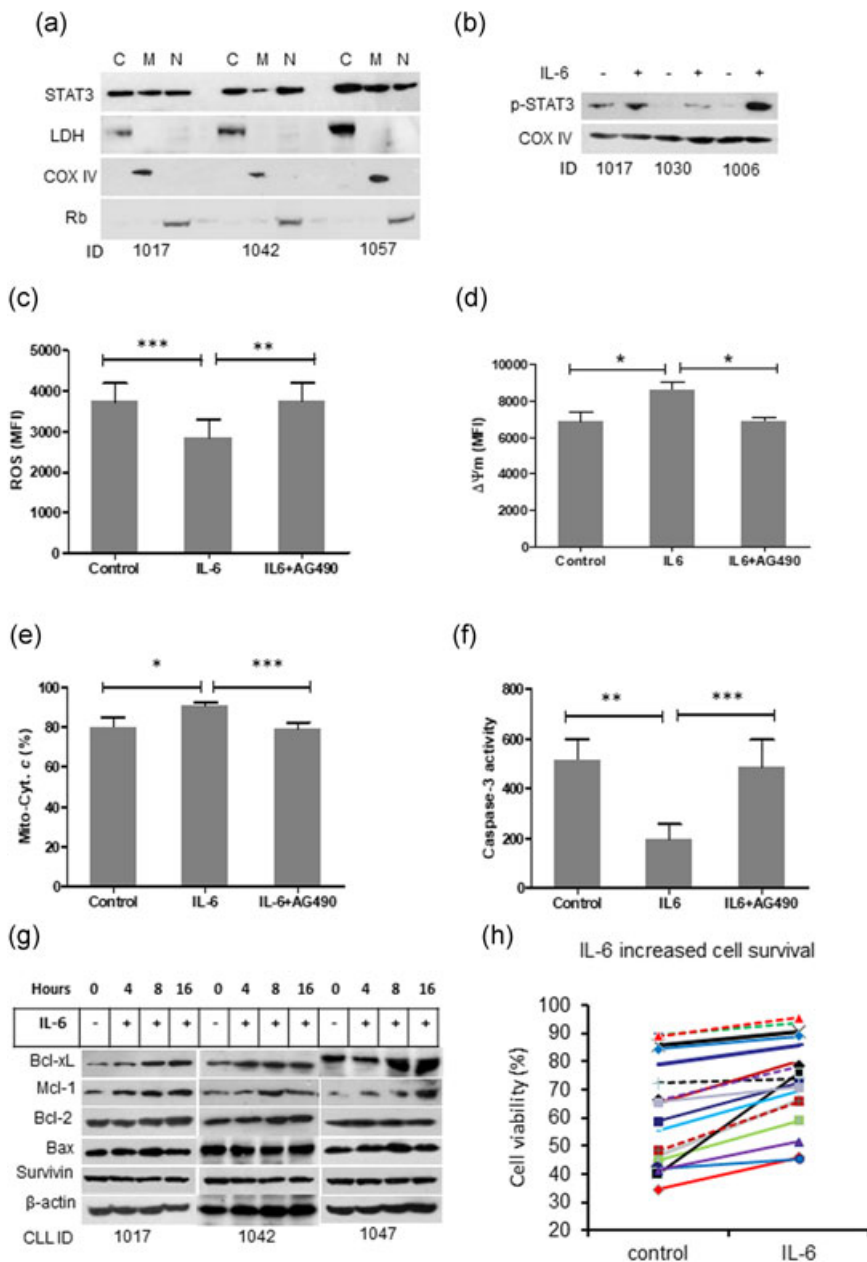 (a)
C M N C M N C M N
STAT3
LDH
COX IV
Rb
ID 1017 1042 1057
(b)
IL-6 - + - + - +
p-STAT3
COX IV
ID 1017 1030 1006
(c)
***
**
5000
4000
3000
2000
1000
0
ROS (MFI)
Control IL-6 IL6+AG490
(d)
*
*
10000
8000
6000
4000
2000
0
ΔΨm (MFI)
Control IL6 IL6+AG490
(e)
*
***
100
80
60
40
20
0
Mito-Cyt. c (%)
Control IL-6 IL-6+AG490
(f)
**
***
800
600
400
200
0
Caspase-3 activity
Control IL6 IL6+AG490
(g)
Hours 0 4 8 16 0 4 8 16 0 4 8 16
IL-6 - + + + - + + + - + + +
Bcl-xL
Mcl-1
Bcl-2
Bax
Survivin
β-actin
CLL ID 1017 1042 1047
(h)
IL-6 increased cell survival
100
90
80
70
60
50
40
30
20
Cell viability (%)
control IL-6